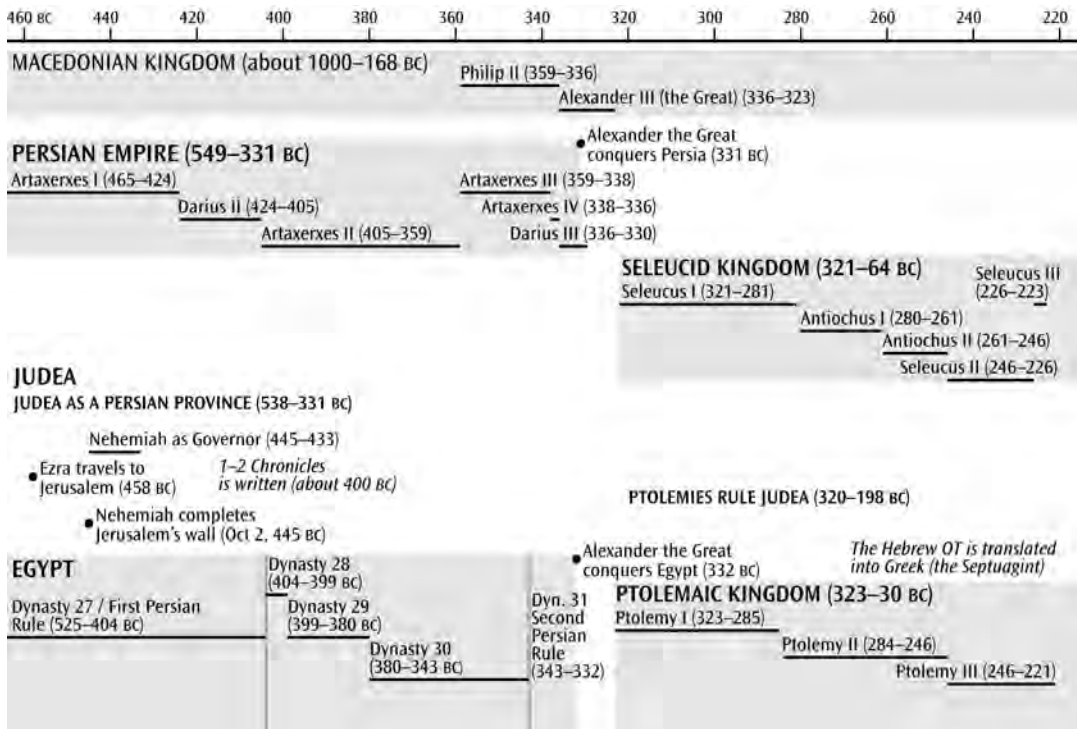 460 BC 440 420 400 380 360 340 320 300 280 260 240 220
MACEDONIAN KINGDOM (about 1000–168 BC)
Philip II (359–336)
Alexander III (the Great) (336–323)
Alexander the Great
conquers Persia (331 BC)
PERSIAN EMPIRE (549–331 BC)
Artaxerxes I (465–424)
Darius II (424–405)
Artaxerxes II (405–359)
Artaxerxes III (359–338)
Artaxerxes IV (338–336)
Darius III (336–330)
SELEUCID KINGDOM (321–64 BC)
Seleucus I (321–281)
Antiochus I (280–261)
Antiochus II (261–246)
Seleucus II (246–226)
Seleucus III
(226–223)
JUDEA
JUDEA AS A PERSIAN PROVINCE (538–331 BC)
Nehemiah as Governor (445–433)
Ezra travels to
Jerusalem (458 BC)
1–2 Chronicles
is written (about 400 BC)
Nehemiah completes
Jerusalem's wall (Oct 2, 445 BC)
PTOLEMIES RULE JUDEA (320–198 BC)
Alexander the Great
conquers Egypt (332 BC)
The Hebrew OT is translated
into Greek (the Septuagint)
EGYPT
Dynasty 27 / First Persian
Rule (525–404 BC)
Dynasty 28
(404–399 BC)
Dynasty 29
(399–380 BC)
Dynasty 30
(380–343 BC)
Dyn. 31
Second
Persian
Rule
(343–332)
PTOLEMAIC KINGDOM (323–30 BC)
Ptolemy I (323–285)
Ptolemy II (284–246)
Ptolemy III (246–221)